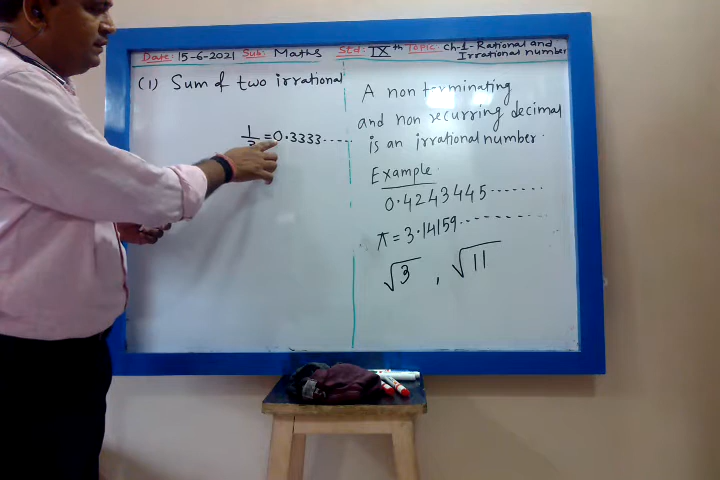 Date: 15-6-2021 Sub: Maths Std: IXth Topic: Ch-1-Rational and Irrational number
(1) Sum of two irrational
1/3 = 0.3333.....
A non terminating
and non recurring decimal
is an irrational number.
Example.
0.4243445.......
π = 3.14159..........
√3 , √11